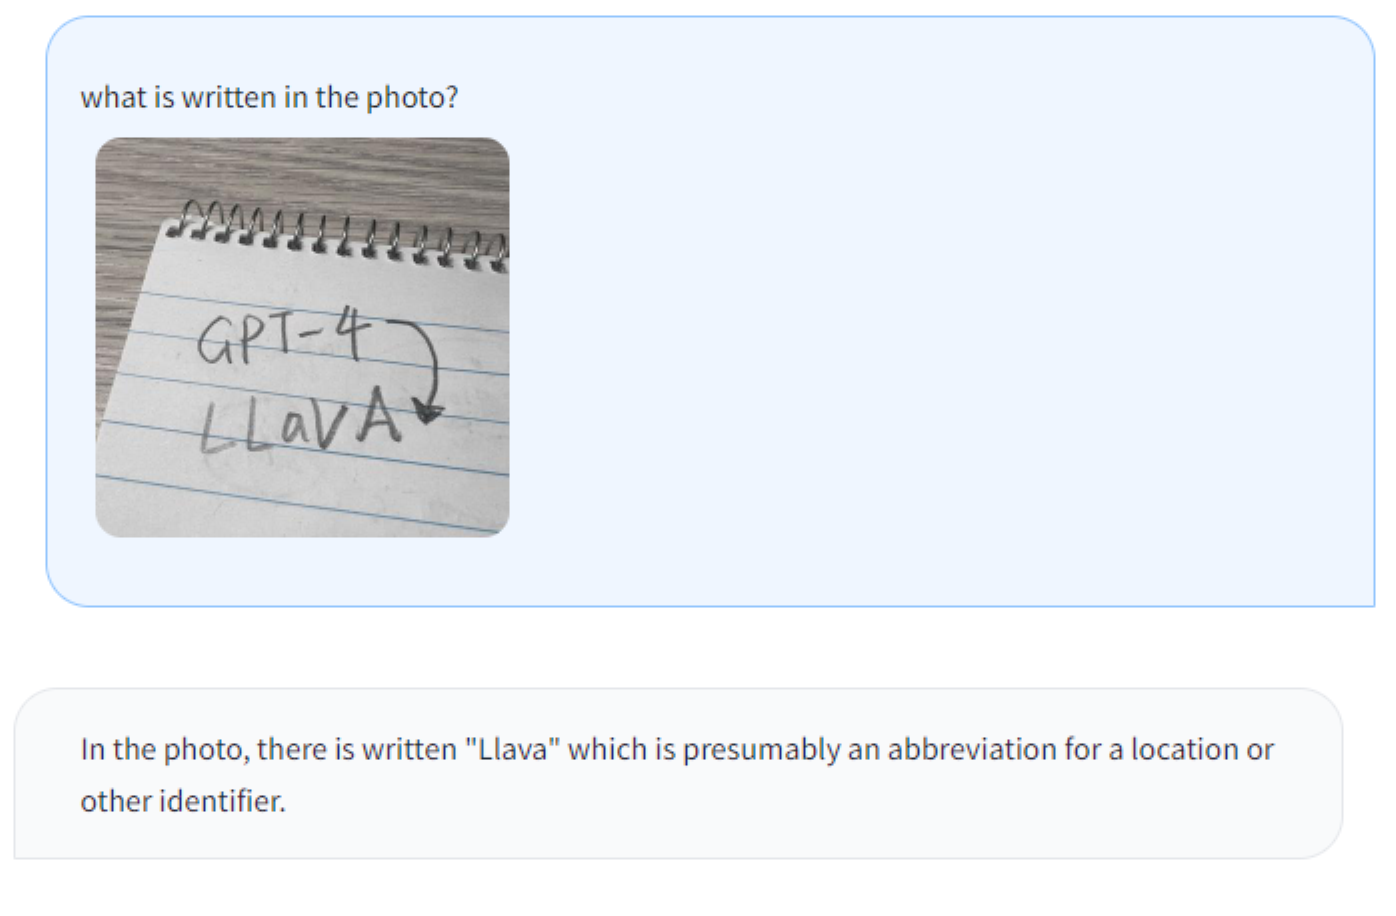 what is written in the photo?
GPT-4
LLaVA
In the photo, there is written "Llava" which is presumably an abbreviation for a location or
other identifier.